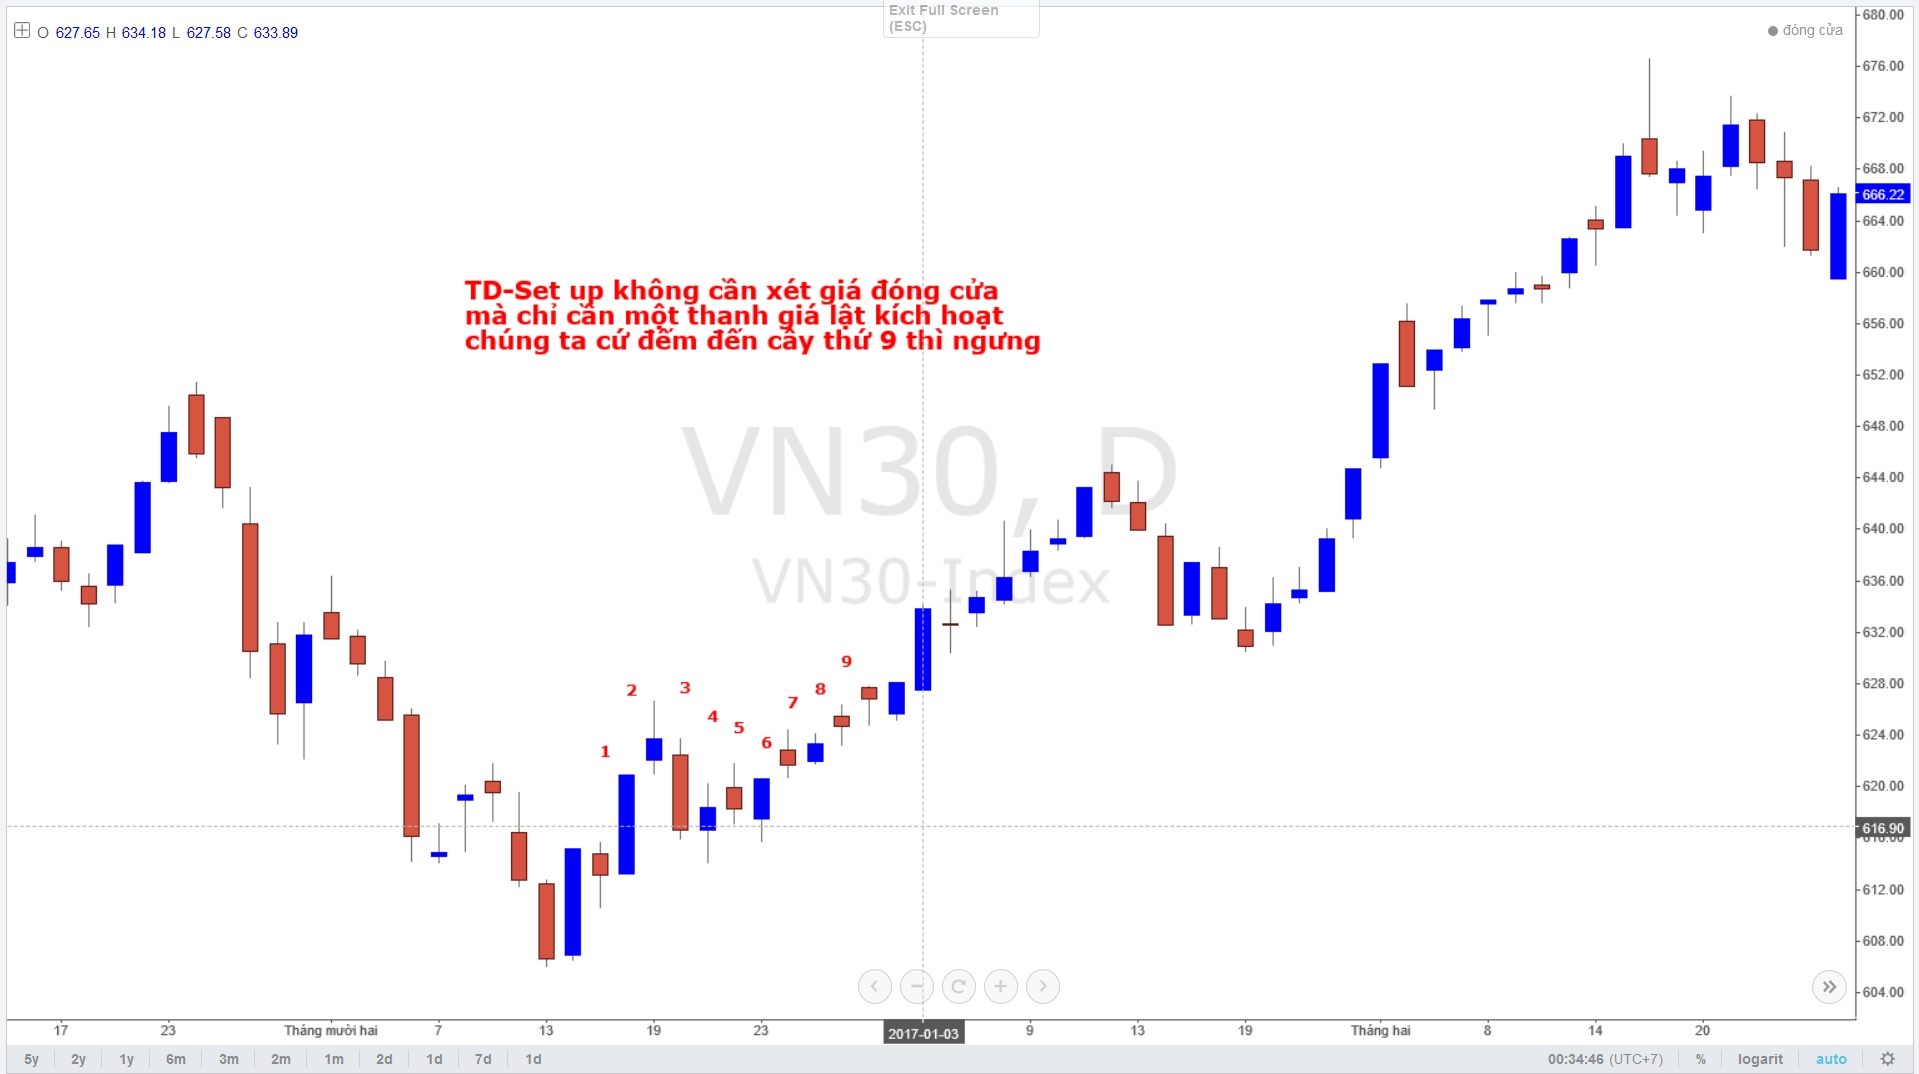 Exit Full Screen
(ESC)
O 627.65 H 634.18 L 627.58 C 633.89
đóng cửa
680.00
676.00
672.00
668.00
666.22
664.00
660.00
656.00
652.00
648.00
644.00
640.00
636.00
632.00
628.00
624.00
620.00
616.90
616.00
612.00
608.00
604.00
TD-Set up không cần xét giá đóng cửa
mà chỉ cần một thanh giá lật kích hoạt
chúng ta cứ đếm đến cây thứ 9 thì ngưng
VN30, D
VN30-Index
1
2
3
4
5
6
7
8
9
17 23 Tháng mười hai 7 13 19 23 2017-01-03 9 13 19 Tháng hai 8 14 20
5y 2y 1y 6m 3m 2m 1m 2d 1d 7d 1d 00:34:46 (UTC+7) % logarit auto